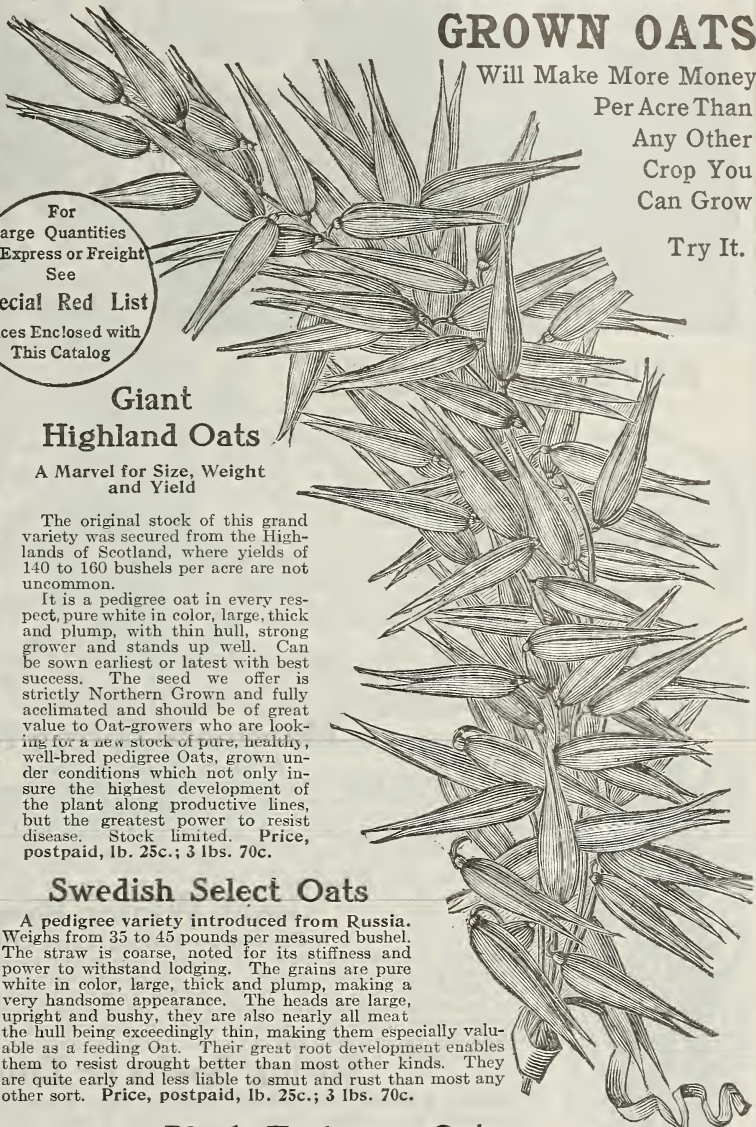 GROWN OATS
Will Make More Money
Per Acre Than
Any Other
Crop You
Can Grow
Try It.
For
arge Quantities
Express or Freight
See
ecial Red List
ces Enclosed with
This Catalog
Giant
Highland Oats
A Marvel for Size, Weight
and Yield
The original stock of this grand
variety was secured from the High-
lands of Scotland, where yields of
140 to 160 bushels per acre are not
uncommon.
It is a pedigree oat in every res-
pect, pure white in color, large, thick
and plump, with thin hull, strong
grower and stands up well. Can
be sown earliest or latest with best
success. The seed we offer is
strictly Northern Grown and fully
acclimated and should be of great
value to Oat-growers who are look-
ing for a new stock of pure, healthy,
well-bred pedigree Oats, grown un-
der conditions which not only in-
sure the highest development of
the plant along productive lines,
but the greatest power to resist
disease. Stock limited. Price,
postpaid, lb. 25c.; 3 lbs. 70c.
Swedish Select Oats
A pedigree variety introduced from Russia.
Weighs from 35 to 45 pounds per measured bushel.
The straw is coarse, noted for its stiffness and
power to withstand lodging. The grains are pure
white in color, large, thick and plump, making a
very handsome appearance. The heads are large,
upright and bushy, they are also nearly all meat
the hull being exceedingly thin, making them especially valu-
able as a feeding Oat. Their great root development enables
them to resist drought better than most other kinds. They
are quite early and less liable to smut and rust than most any
other sort. Price, postpaid, lb. 25c.; 3 lbs. 70c.